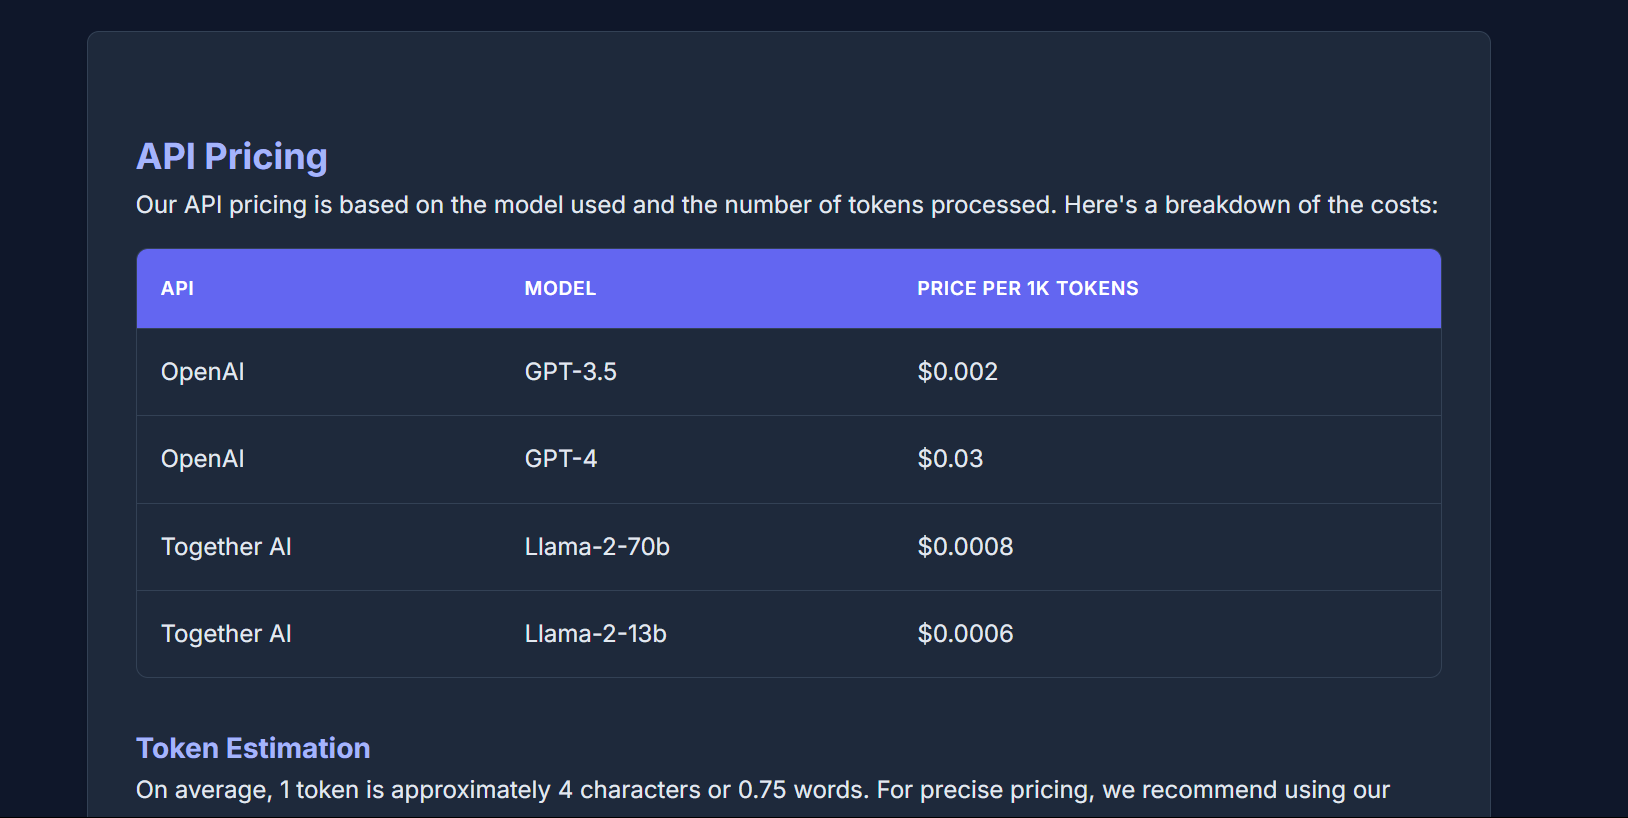 API Pricing
Our API pricing is based on the model used and the number of tokens processed. Here's a breakdown of the costs:
API MODEL PRICE PER 1K TOKENS
OpenAI GPT-3.5 $0.002
OpenAI GPT-4 $0.03
Together AI Llama-2-70b $0.0008
Together AI Llama-2-13b $0.0006
Token Estimation
On average, 1 token is approximately 4 characters or 0.75 words. For precise pricing, we recommend using our